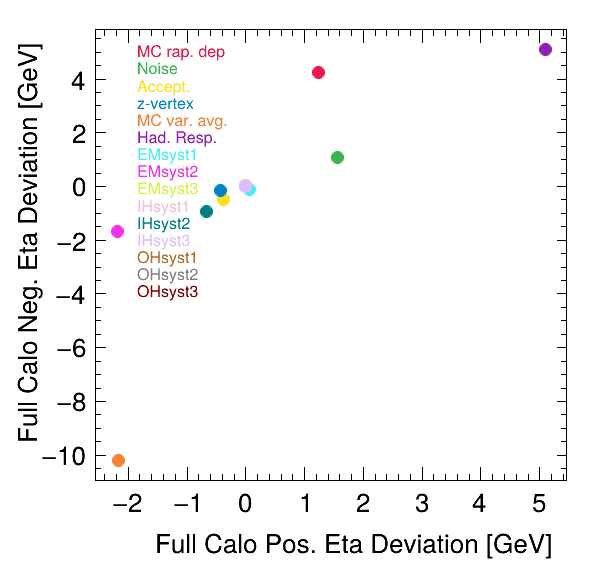 MC rap. dep
Noise
Accept.
z-vertex
MC var. avg.
Had. Resp.
EMsyst1
EMsyst2
EMsyst3
IHsyst1
IHsyst2
IHsyst3
OHsyst1
OHsyst2
OHsyst3
Full Calo Neg. Eta Deviation [GeV]
4
2
0
−2
−4
−6
−8
−10
−2 −1 0 1 2 3 4 5
Full Calo Pos. Eta Deviation [GeV]